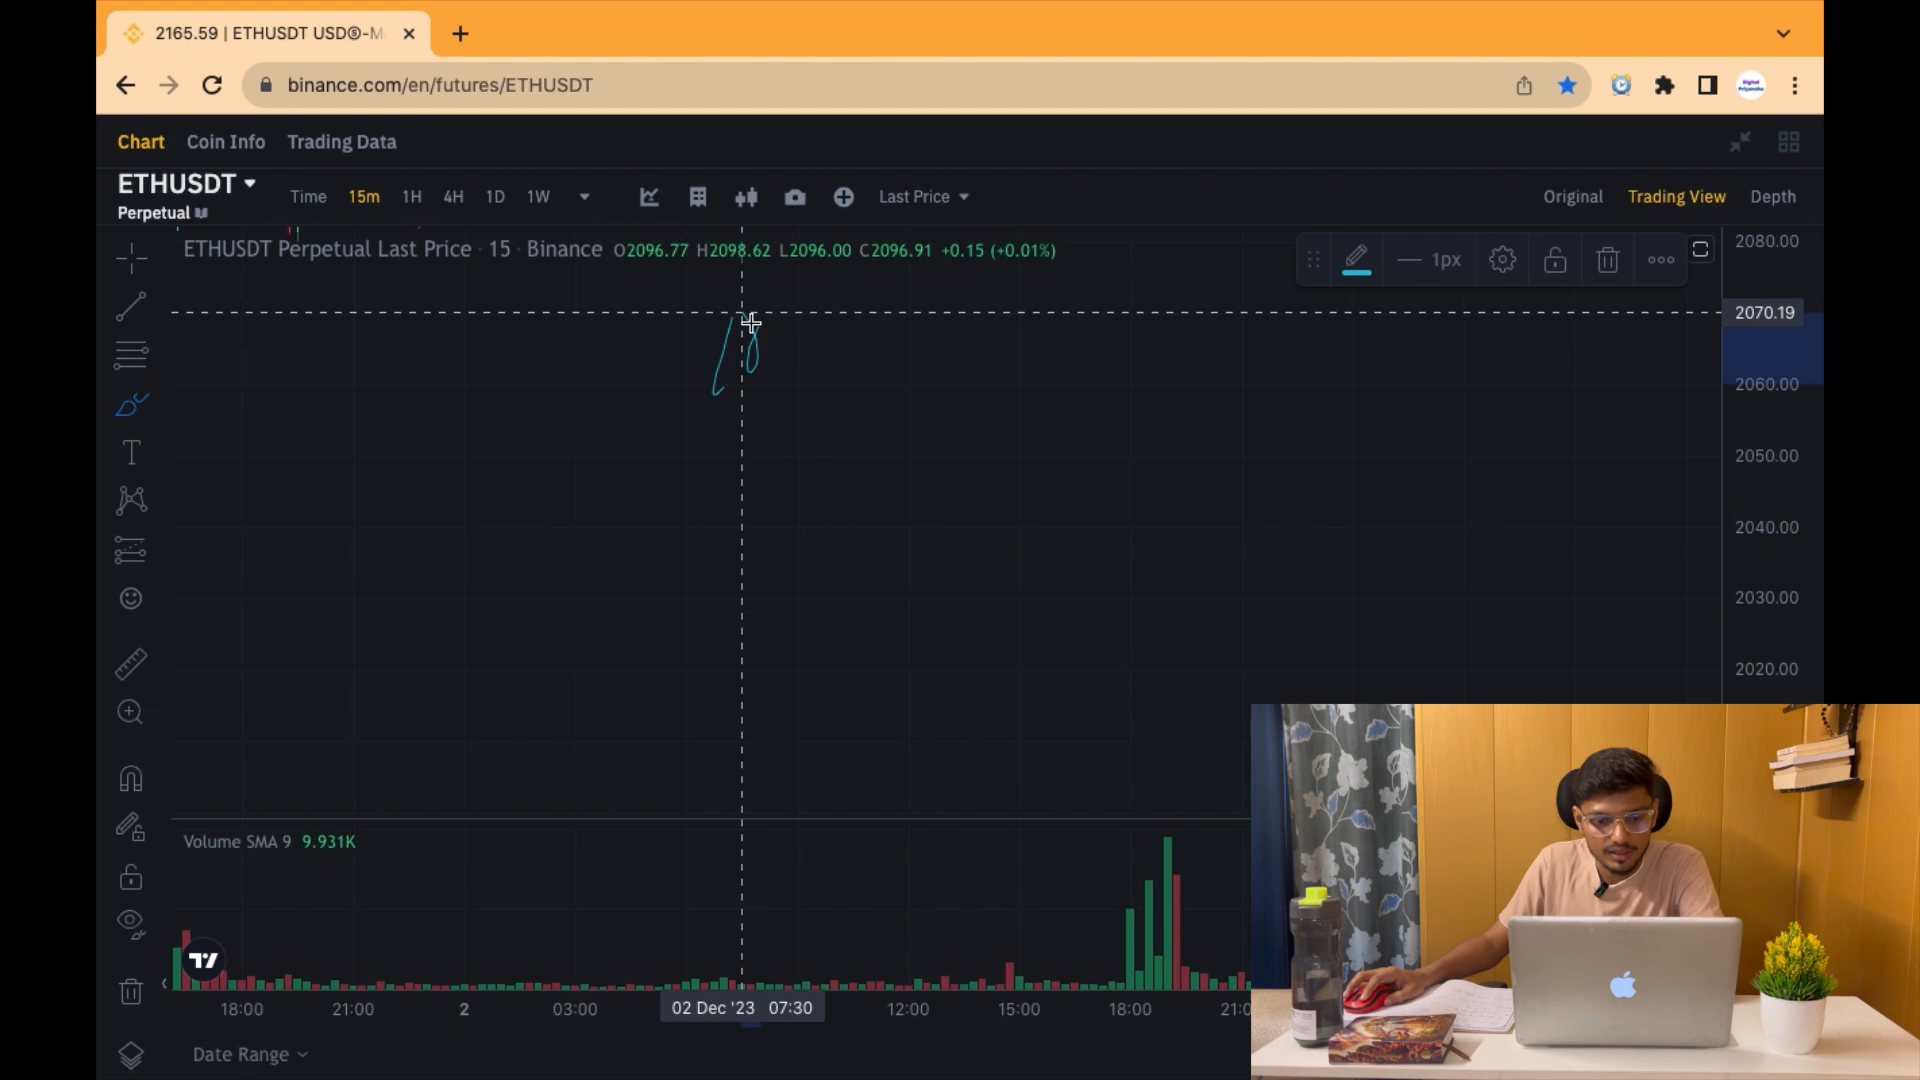 2165.59 | ETHUSDT USD®-M
binance.com/en/futures/ETHUSDT
Chart Coin Info Trading Data
ETHUSDT
Perpetual
Time 15m 1H 4H 1D 1W Last Price Original Trading View Depth
ETHUSDT Perpetual Last Price · 15 · Binance O2096.77 H2098.62 L2096.00 C2096.91 +0.15 (+0.01%)
1px
2080.00
2070.19
2060.00
2050.00
2040.00
2030.00
2020.00
18
Volume SMA 9 9.931K
18:00 21:00 2 03:00 02 Dec '23 07:30 12:00 15:00 18:00 21:0
Date Range